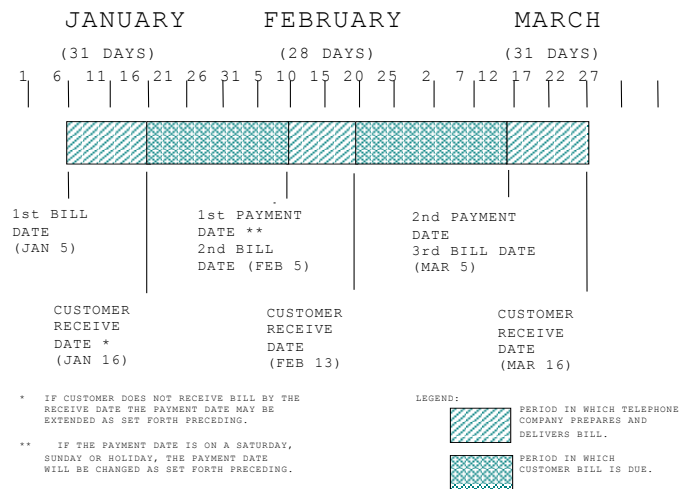 JANUARY FEBRUARY MARCH
(31 DAYS) (28 DAYS) (31 DAYS)
1 6 11 16 21 26 31 5 10 15 20 25 2 7 12 17 22 27
1st BILL
DATE
(JAN 5)
1st PAYMENT
DATE **
2nd BILL
DATE (FEB 5)
2nd PAYMENT
DATE
3rd BILL DATE
(MAR 5)
CUSTOMER
RECEIVE
DATE *
(JAN 16)
CUSTOMER
RECEIVE
DATE
(FEB 13)
CUSTOMER
RECEIVE
DATE
(MAR 16)
* IF CUSTOMER DOES NOT RECEIVE BILL BY THE
RECEIVE DATE THE PAYMENT DATE MAY BE
EXTENDED AS SET FORTH PRECEDING.
** IF THE PAYMENT DATE IS ON A SATURDAY,
SUNDAY OR HOLIDAY, THE PAYMENT DATE
WILL BE CHANGED AS SET FORTH PRECEDING.
LEGEND:
PERIOD IN WHICH TELEPHONE
COMPANY PREPARES AND
DELIVERS BILL.
PERIOD IN WHICH
CUSTOMER BILL IS DUE.